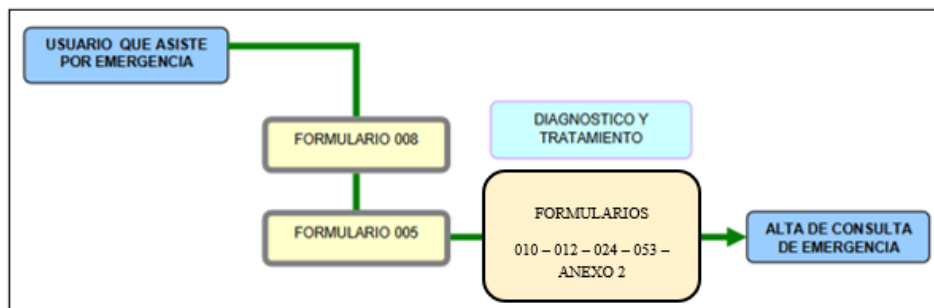 USUARIO QUE ASISTE
POR EMERGENCIA
FORMULARIO 008
DIAGNOSTICO Y
TRATAMIENTO
FORMULARIO 005
FORMULARIOS
010 – 012 – 024 – 053 –
ANEXO 2
ALTA DE CONSULTA
DE EMERGENCIA